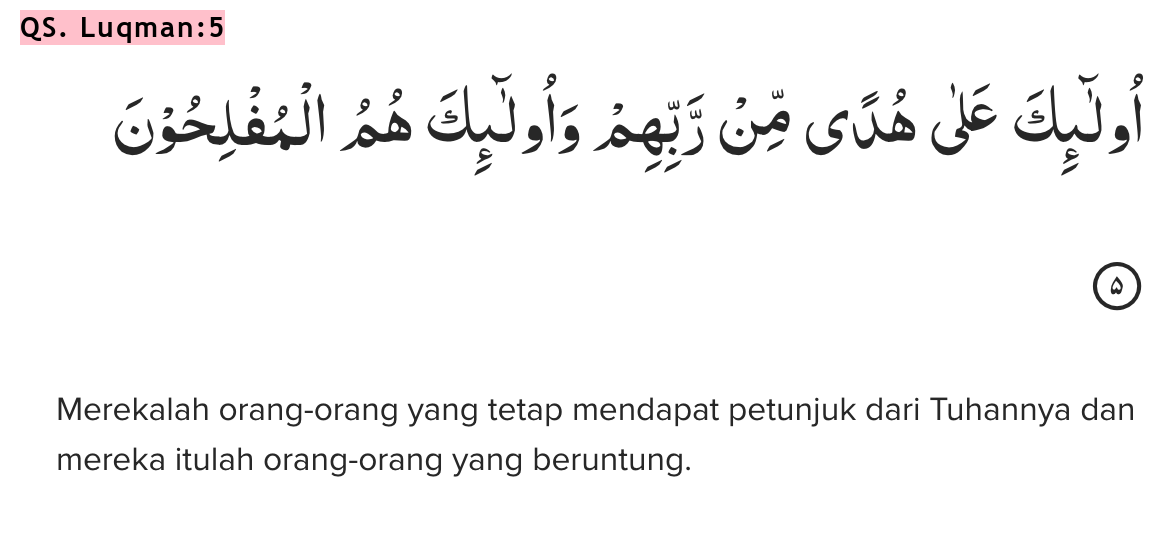 QS. Luqman:5
اُولٰۤىِٕكَ عَلٰى هُدًى مِّنْ رَّبِّهِمْ وَاُولٰۤىِٕكَ هُمُ الْمُفْلِحُوْنَ
۵
Merekalah orang-orang yang tetap mendapat petunjuk dari Tuhannya dan
mereka itulah orang-orang yang beruntung.